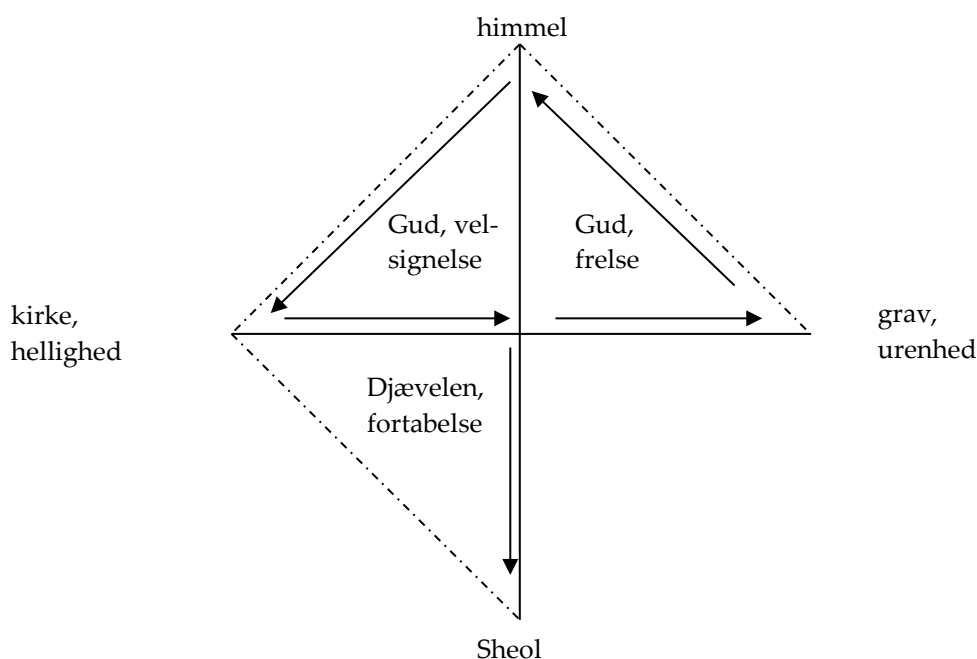 himmel
Gud, vel-
signelse
Gud,
frelse
kirke,
hellighed
grav,
urenhed
Djævelen,
fortabelse
Sheol